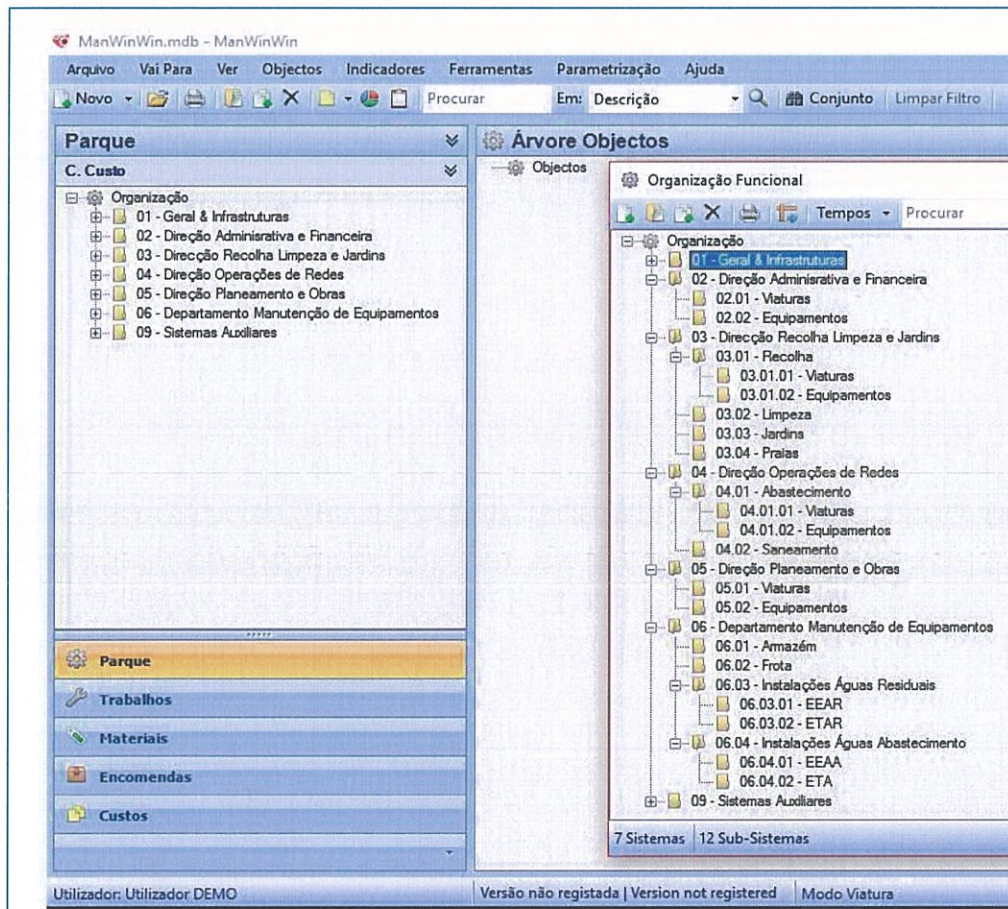 ManWinWin.mdb - ManWinWin
Arquivo Vai Para Ver Objectos Indicadores Ferramentas Parametrização Ajuda
Novo Procurar Em: Descrição Conjunto Limpar Filtro
Parque
C. Custo
Organização
01 - Geral & Infrastruturas
02 - Direção Adminisrativa e Financeira
03 - Direcção Recolha Limpeza e Jardins
04 - Direção Operações de Redes
05 - Direção Planeamento e Obras
06 - Departamento Manutenção de Equipamentos
09 - Sistemas Auxiliares
Parque
Trabalhos
Materiais
Encomendas
Custos
Árvore Objectos
Objectos
Organização Funcional
Tempos Procurar
Organização
01 - Geral & Infrastruturas
02 - Direção Adminisrativa e Financeira
02.01 - Viaturas
02.02 - Equipamentos
03 - Direcção Recolha Limpeza e Jardins
03.01 - Recolha
03.01.01 - Viaturas
03.01.02 - Equipamentos
03.02 - Limpeza
03.03 - Jardins
03.04 - Praias
04 - Direção Operações de Redes
04.01 - Abastecimento
04.01.01 - Viaturas
04.01.02 - Equipamentos
04.02 - Saneamento
05 - Direção Planeamento e Obras
05.01 - Viaturas
05.02 - Equipamentos
06 - Departamento Manutenção de Equipamentos
06.01 - Armazém
06.02 - Frota
06.03 - Instalações Águas Residuais
06.03.01 - EEAR
06.03.02 - ETAR
06.04 - Instalações Águas Abastecimento
06.04.01 - EEAA
06.04.02 - ETA
09 - Sistemas Auxiliares
7 Sistemas 12 Sub-Sistemas
Utilizador: Utilizador DEMO Versão não registada | Version not registered Modo Viatura